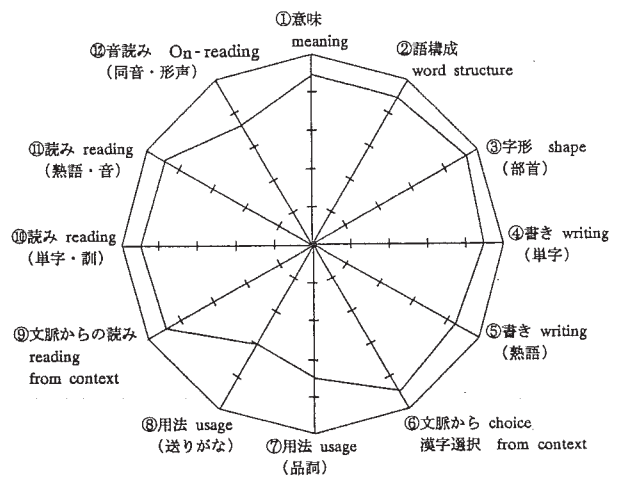 ①意味
meaning
②語構成
word structure
③字形 shape
(部首)
④書き writing
(単字)
⑤書き writing
(熟語)
⑥文脈から choice
漢字選択 from context
⑦用法 usage
(品詞)
⑧用法 usage
(送りがな)
⑨文脈からの読み
reading
from context
⑩読み reading
(単字・訓)
⑪読み reading
(熟語・音)
⑫音読み On-reading
(同音・形声)